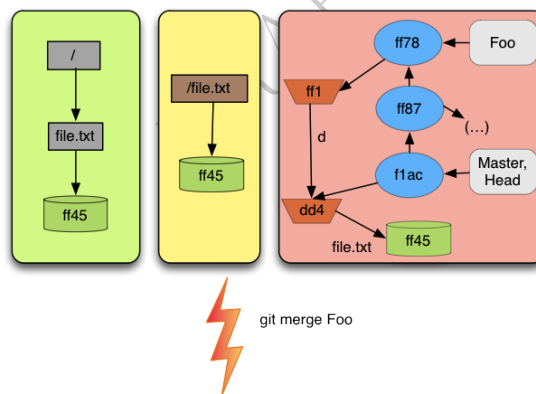 /
file.txt
ff45
/file.txt
ff45
ff78
Foo
ff1
ff87
(...)
d
f1ac
Master,
Head
dd4
file.txt
ff45
git merge Foo